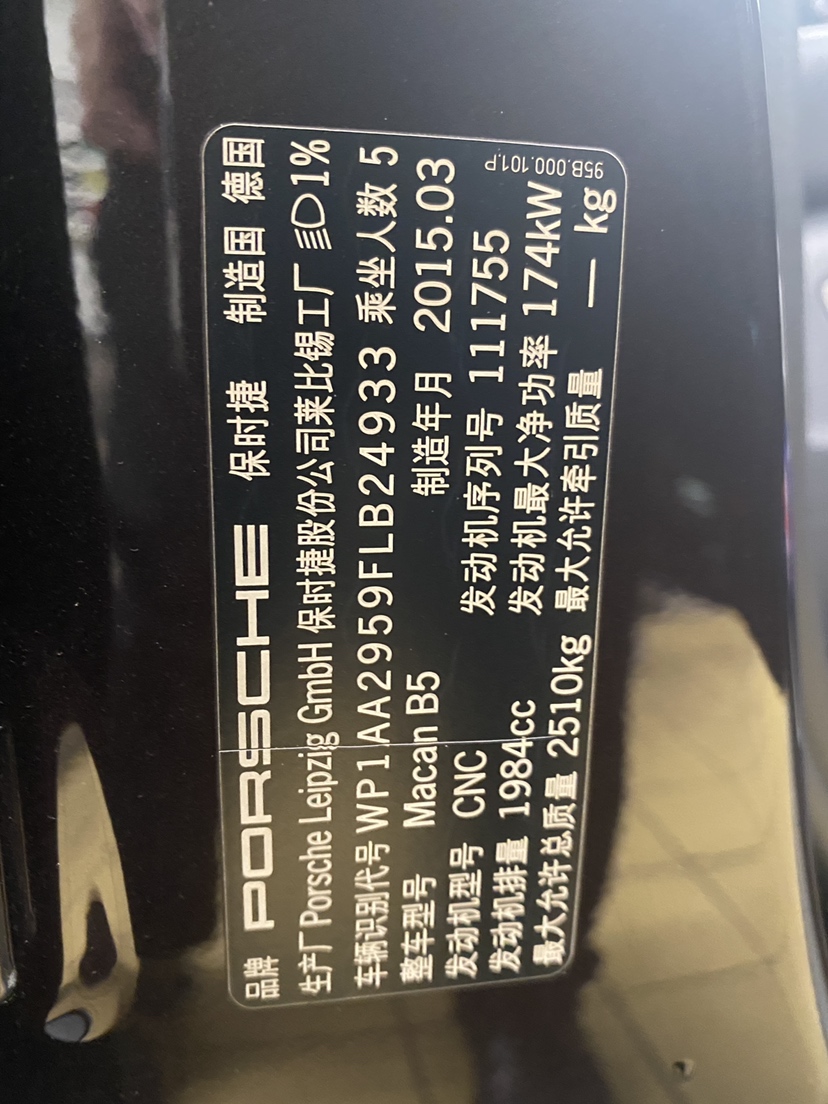 品牌 PORSCHE 保时捷 制造国 德国
生产厂 Porsche Leipzig GmbH 保时捷股份公司莱比锡工厂 1%
车辆识别代号 WP1AA2959FLB24933 乘坐人数 5
整车型号 Macan B5 制造年月 2015.03
发动机型号 CNC 发动机序列号 111755
发动机排量 1984cc 发动机最大净功率 174kW
最大允许总质量 2510kg 最大允许牵引质量 — kg
95B.000.101.P